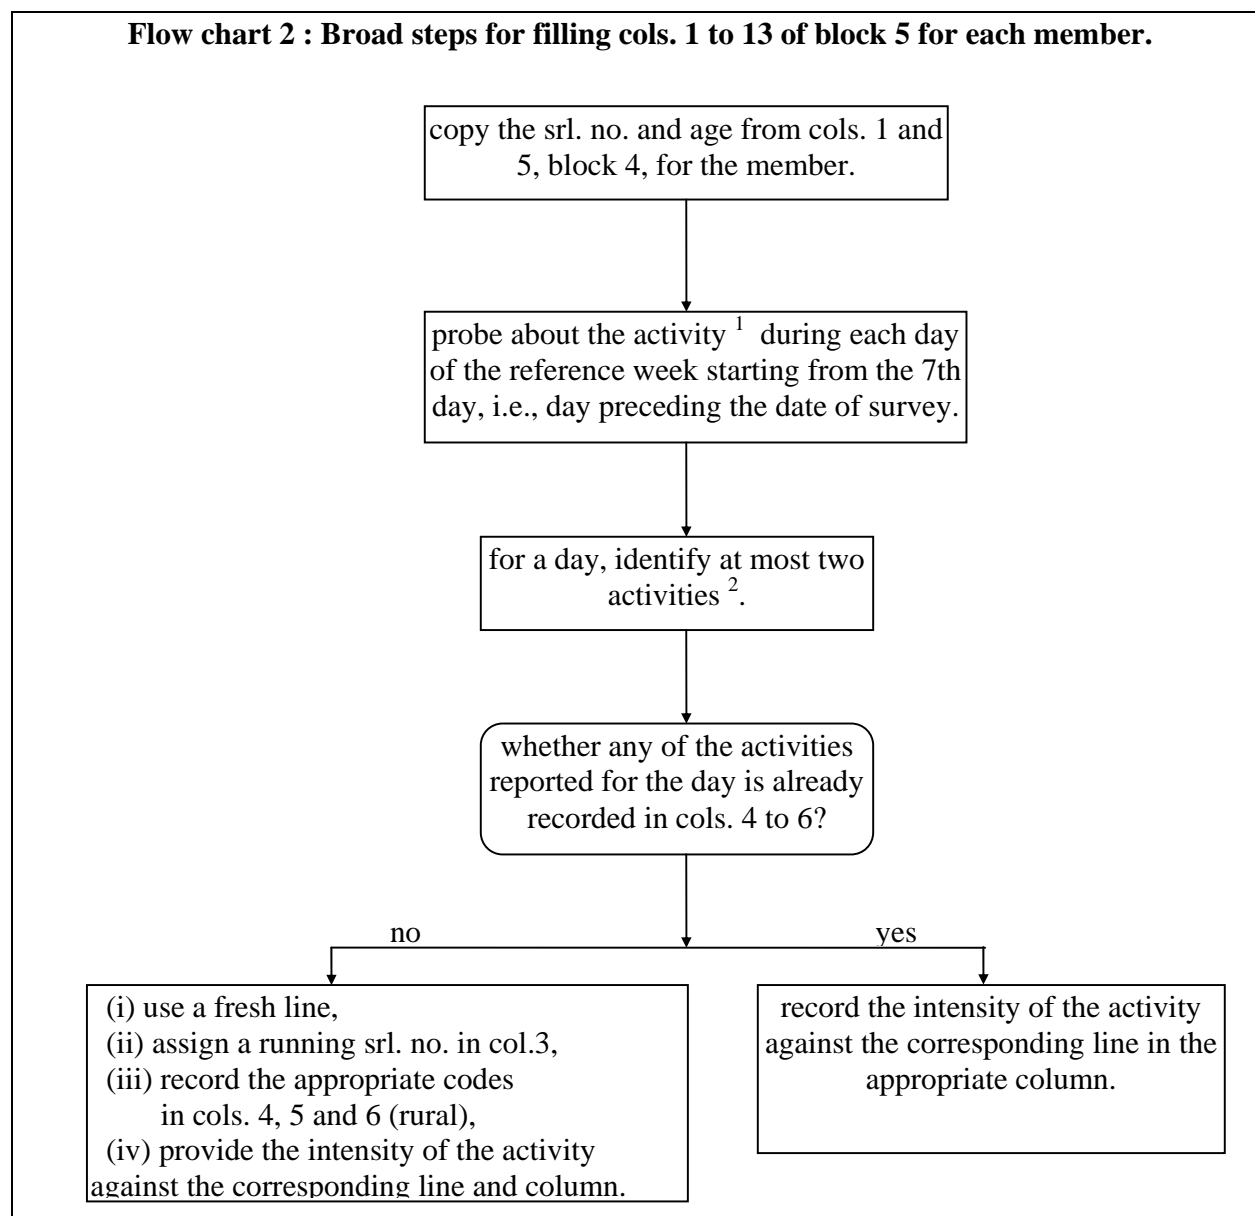 Flow chart 2 : Broad steps for filling cols. 1 to 13 of block 5 for each member.
copy the srl. no. and age from cols. 1 and
5, block 4, for the member.
probe about the activity 1 during each day
of the reference week starting from the 7th
day, i.e., day preceding the date of survey.
for a day, identify at most two
activities 2.
whether any of the activities
reported for the day is already
recorded in cols. 4 to 6?
no
yes
(i) use a fresh line,
(ii) assign a running srl. no. in col.3,
(iii) record the appropriate codes
in cols. 4, 5 and 6 (rural),
(iv) provide the intensity of the activity
against the corresponding line and column.
record the intensity of the activity
against the corresponding line in the
appropriate column.